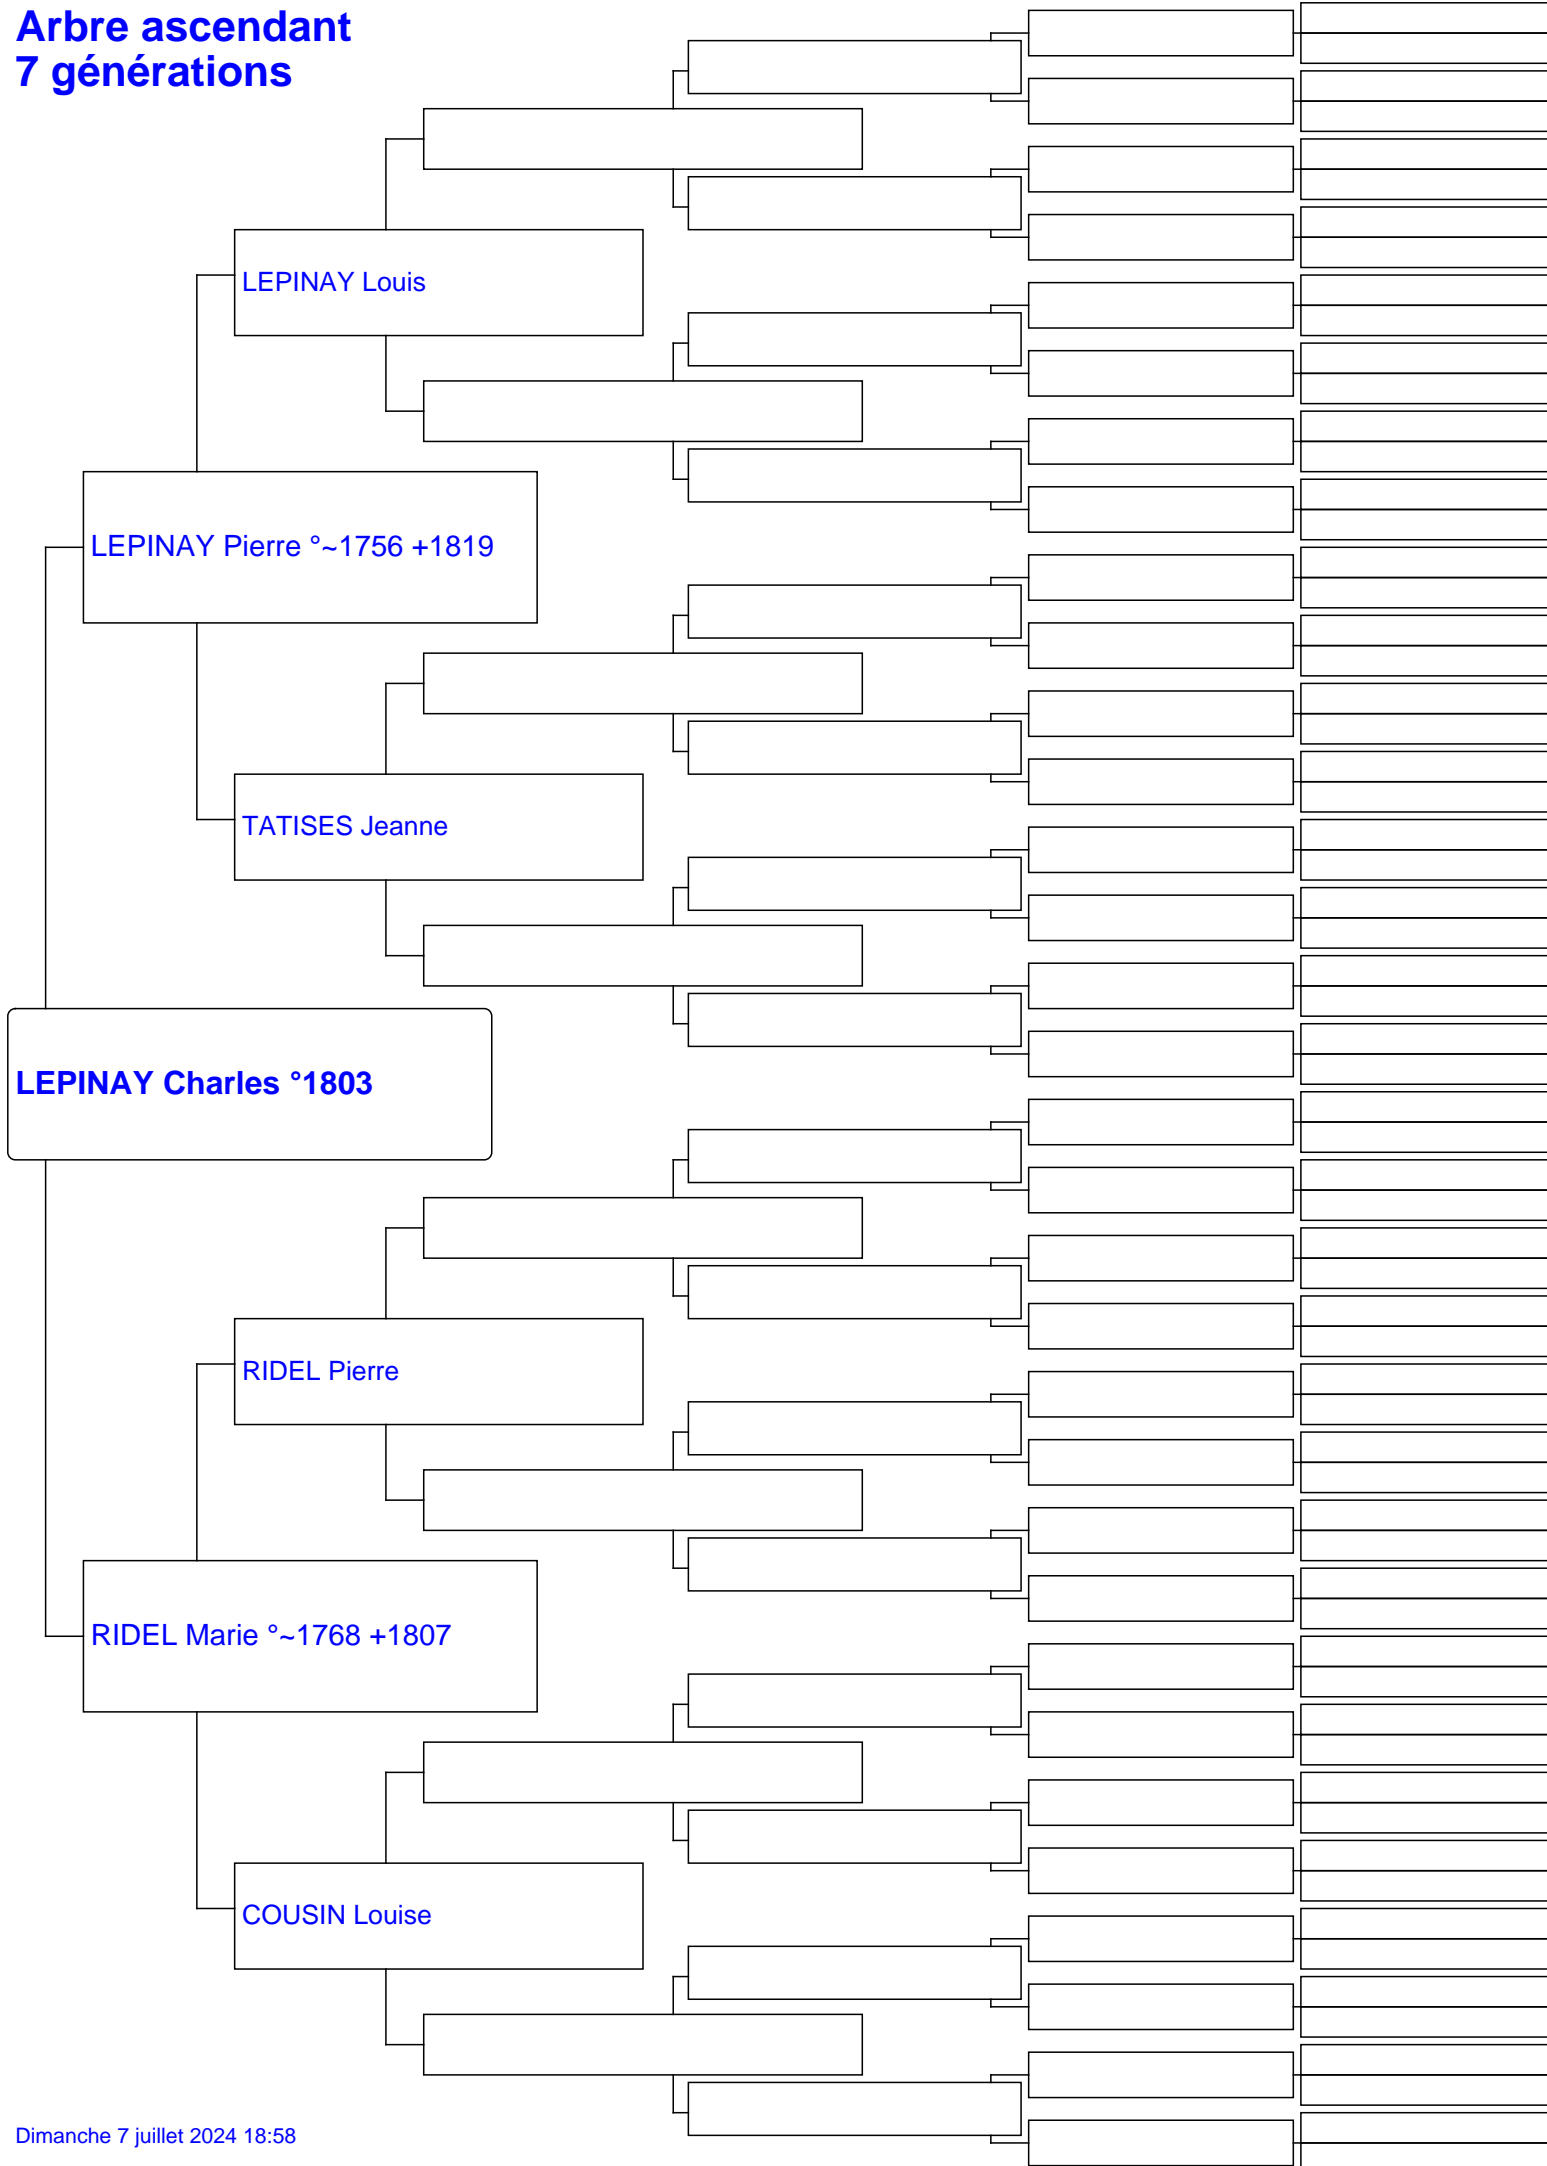 Arbre ascendant
7 générations
LEPINAY Louis
LEPINAY Pierre °~1756 +1819
TATISES Jeanne
LEPINAY Charles °1803
RIDEL Pierre
RIDEL Marie °~1768 +1807
COUSIN Louise
Dimanche 7 juillet 2024 18:58